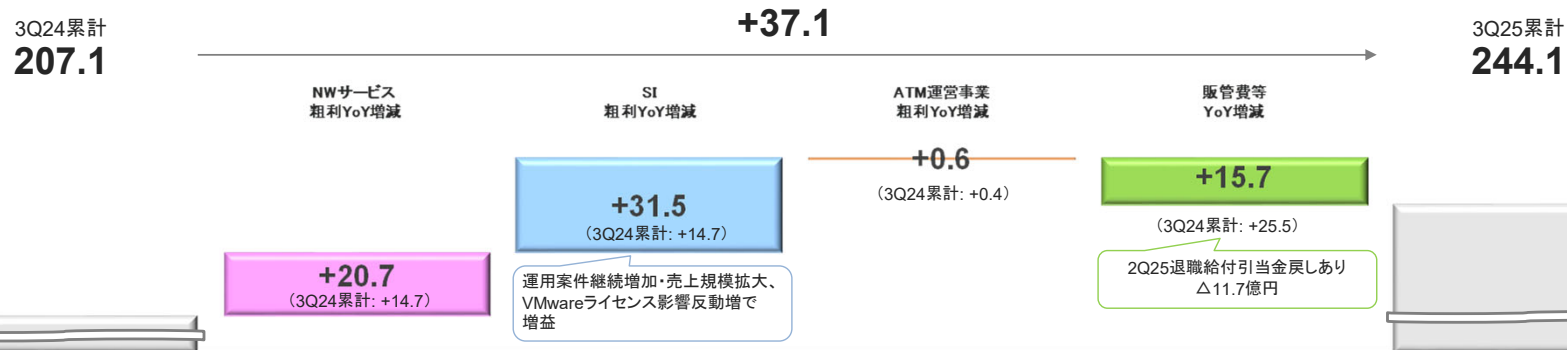 3Q24累計
207.1
+37.1
3Q25累計
244.1
NWサービス
粗利YoY増減
SI
粗利YoY増減
ATM運営事業
粗利YoY増減
販管費等
YoY増減
+20.7
(3Q24累計: +14.7)
+31.5
(3Q24累計: +14.7)
運用案件継続増加・売上規模拡大、
VMwareライセンス影響反動増で
増益
+0.6
(3Q24累計: +0.4)
+15.7
(3Q24累計: +25.5)
2Q25退職給付引当金戻しあり
△11.7億円